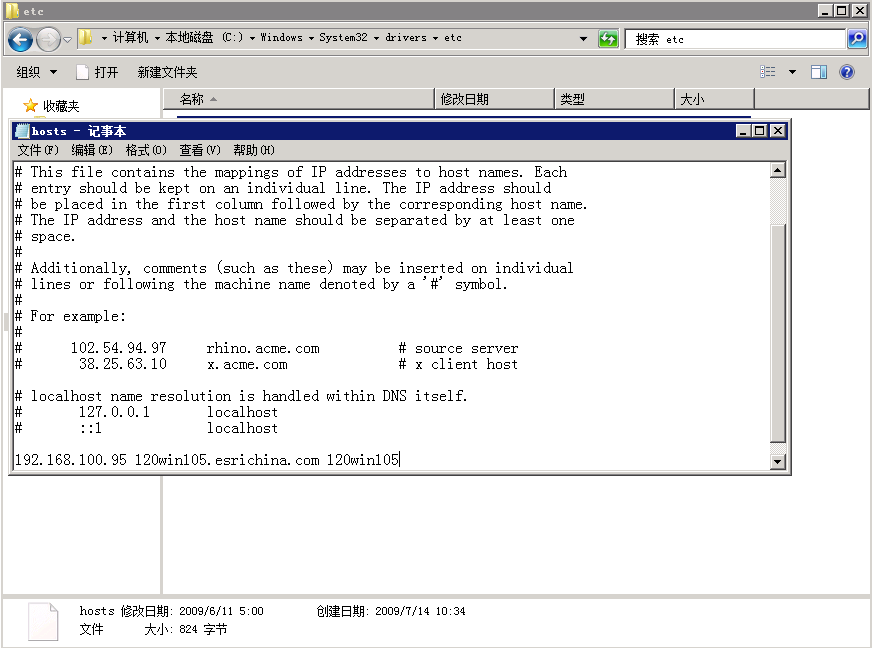 etc
计算机 本地磁盘 (C:) Windows System32 drivers etc
搜索 etc
组织 打开 新建文件夹
收藏夹
名称 修改日期 类型 大小
hosts - 记事本
文件(F) 编辑(E) 格式(O) 查看(V) 帮助(H)
# This file contains the mappings of IP addresses to host names. Each
# entry should be kept on an individual line. The IP address should
# be placed in the first column followed by the corresponding host name.
# The IP address and the host name should be separated by at least one
# space.
#
# Additionally, comments (such as these) may be inserted on individual
# lines or following the machine name denoted by a '#' symbol.
#
# For example:
#
#      102.54.94.97     rhino.acme.com          # source server
#       38.25.63.10     x.acme.com              # x client host
# localhost name resolution is handled within DNS itself.
#       127.0.0.1       localhost
#       ::1             localhost
192.168.100.95 120win105.esrichina.com 120win105
hosts 修改日期: 2009/6/11 5:00 创建日期: 2009/7/14 10:34
文件 大小: 824 字节